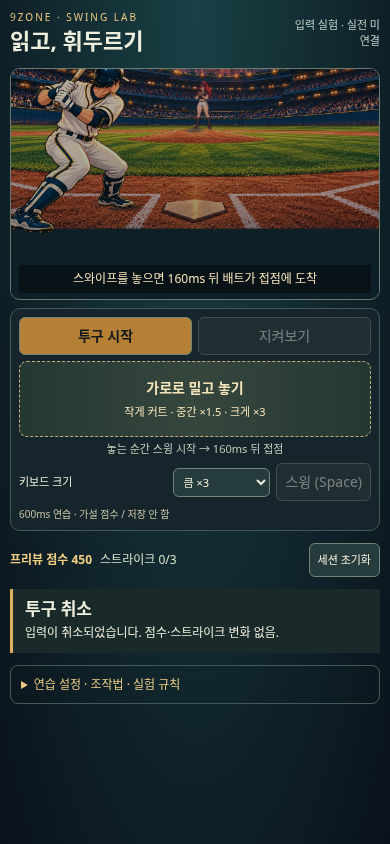 9ZONE · SWING LAB
읽고, 휘두르기
입력 실험 · 실전 미
연결
스와이프를 놓으면 160ms 뒤 배트가 접점에 도착
투구 시작
지켜보기
가로로 밀고 놓기
작게 커트 · 중간 ×1.5 · 크게 ×3
놓는 순간 스윙 시작 → 160ms 뒤 접점
키보드 크기
큼 ×3
스윙 (Space)
600ms 연습 · 가설 점수 / 저장 안 함
프리뷰 점수 450 스트라이크 0/3
세션 초기화
투구 취소
입력이 취소되었습니다. 점수·스트라이크 변화 없음.
▶ 연습 설정 · 조작법 · 실험 규칙